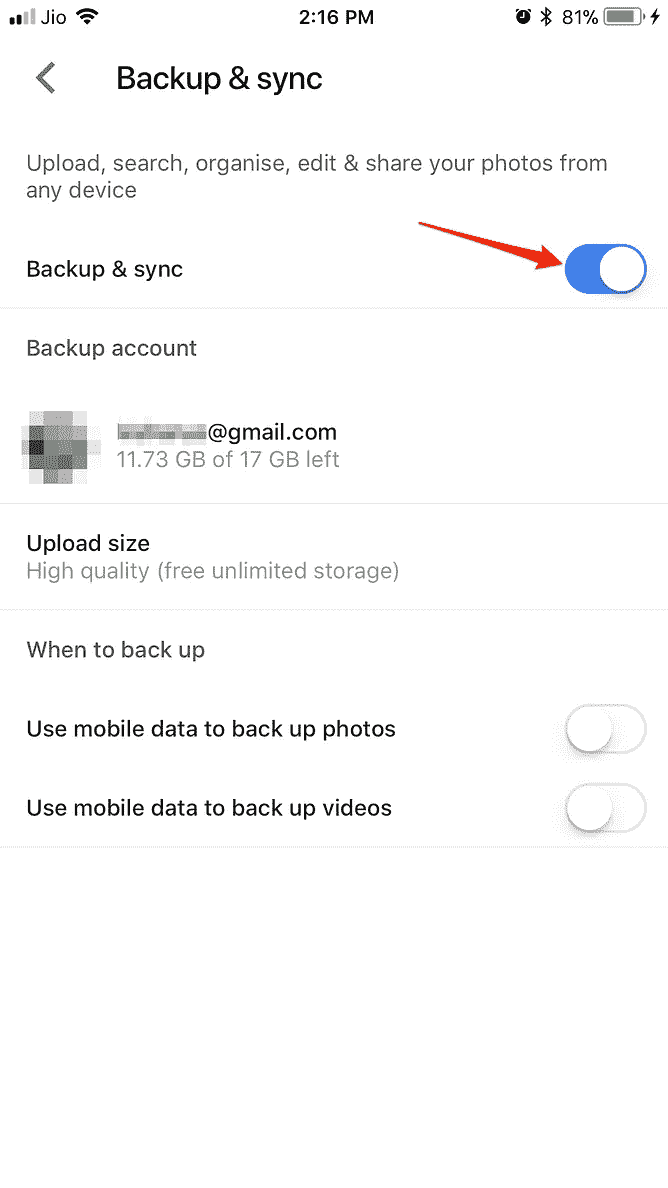 Jio 2:16 PM 81%
Backup & sync
Upload, search, organise, edit & share your photos from
any device
Backup & sync
Backup account
@gmail.com
11.73 GB of 17 GB left
Upload size
High quality (free unlimited storage)
When to back up
Use mobile data to back up photos
Use mobile data to back up videos